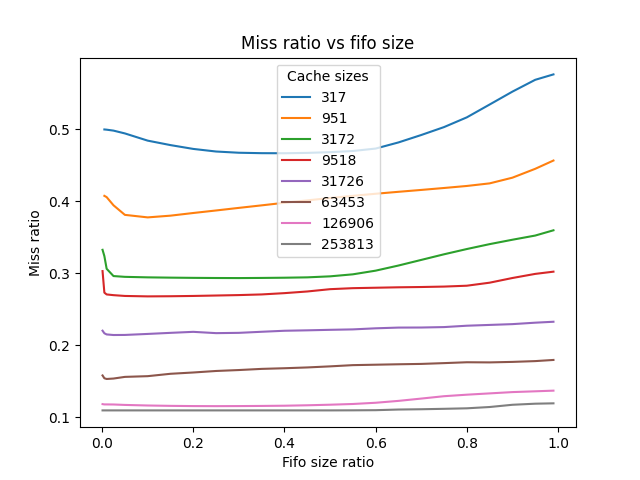 Miss ratio vs fifo size
Cache sizes
317
951
3172
9518
31726
63453
126906
253813
Miss ratio
0.5
0.4
0.3
0.2
0.1
0.0 0.2 0.4 0.6 0.8 1.0
Fifo size ratio